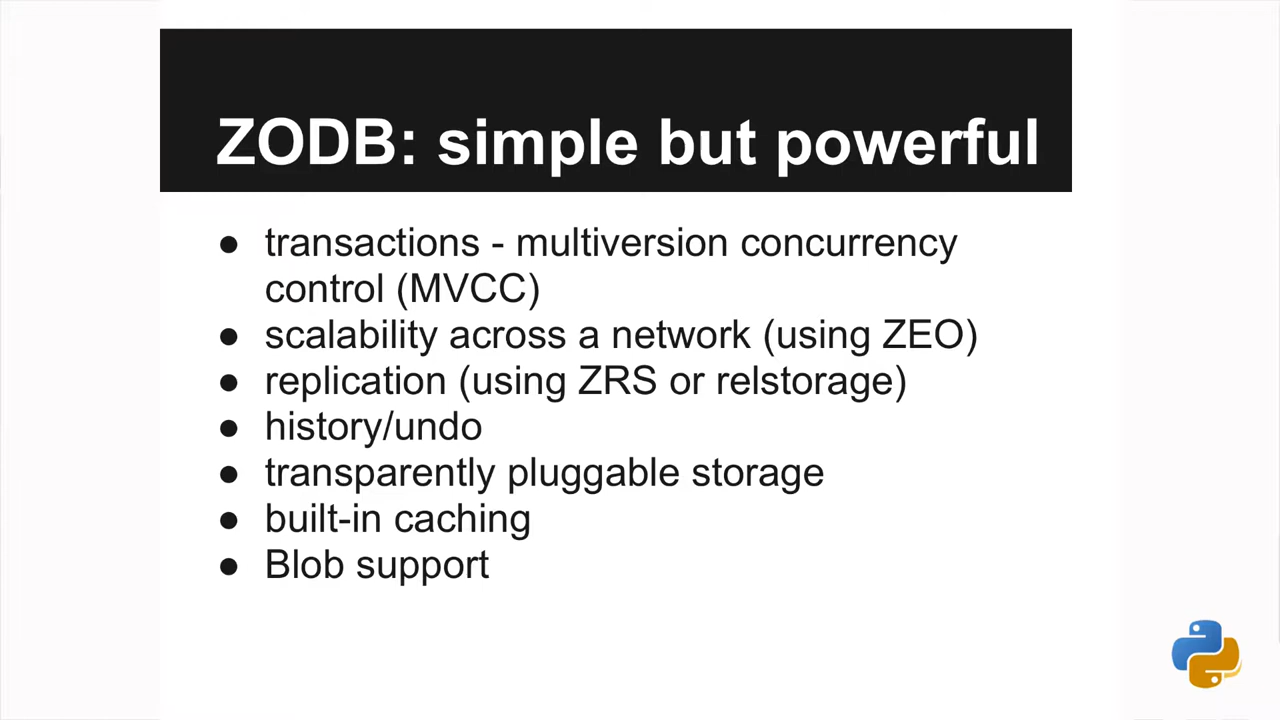 ZODB: simple but powerful
● transactions - multiversion concurrency
control (MVCC)
● scalability across a network (using ZEO)
● replication (using ZRS or relstorage)
● history/undo
● transparently pluggable storage
● built-in caching
● Blob support